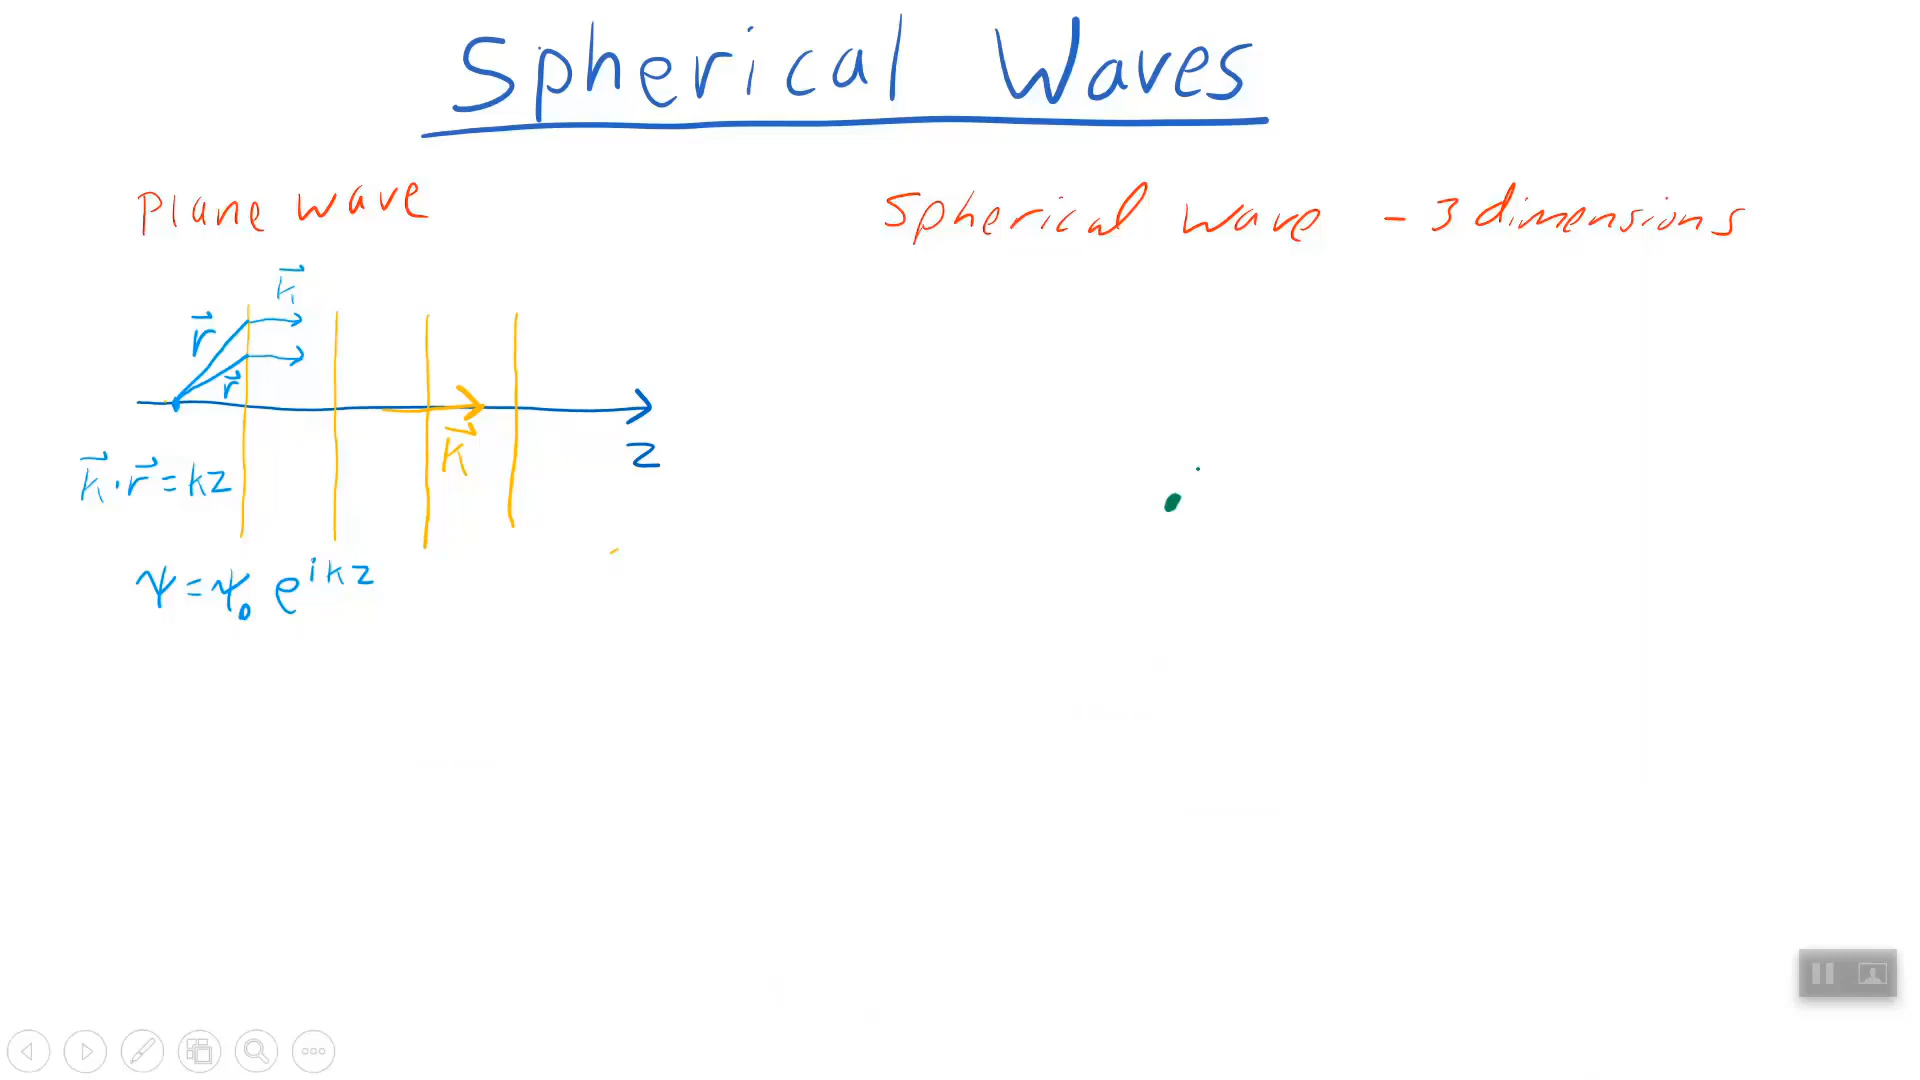 Spherical Waves
Plane wave
Spherical wave - 3 dimensions
k⃗
r⃗
r⃗
k⃗
z
k⃗·r⃗=kz
ψ=ψ₀ e^{ikz}